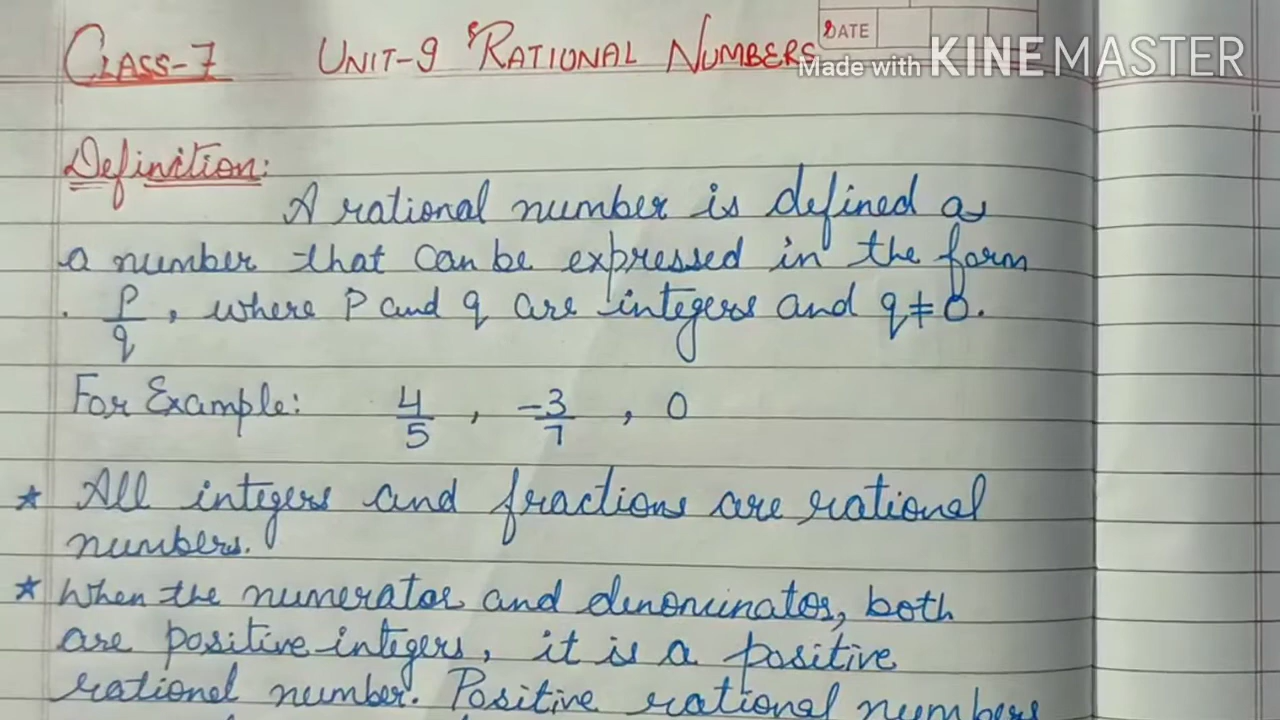 CLASS-7 UNIT-9 RATIONAL NUMBERS
DATE
Made with KINEMASTER
Definition:
A rational number is defined as
a number that can be expressed in the form
p/q, where p and q are integers and q≠0.
For Example: 4/5, -3/7, 0
★ All integers and fractions are rational
numbers.
★ When the numerator and denominator, both
are positive integers, it is a positive
rational number. Positive rational numbers